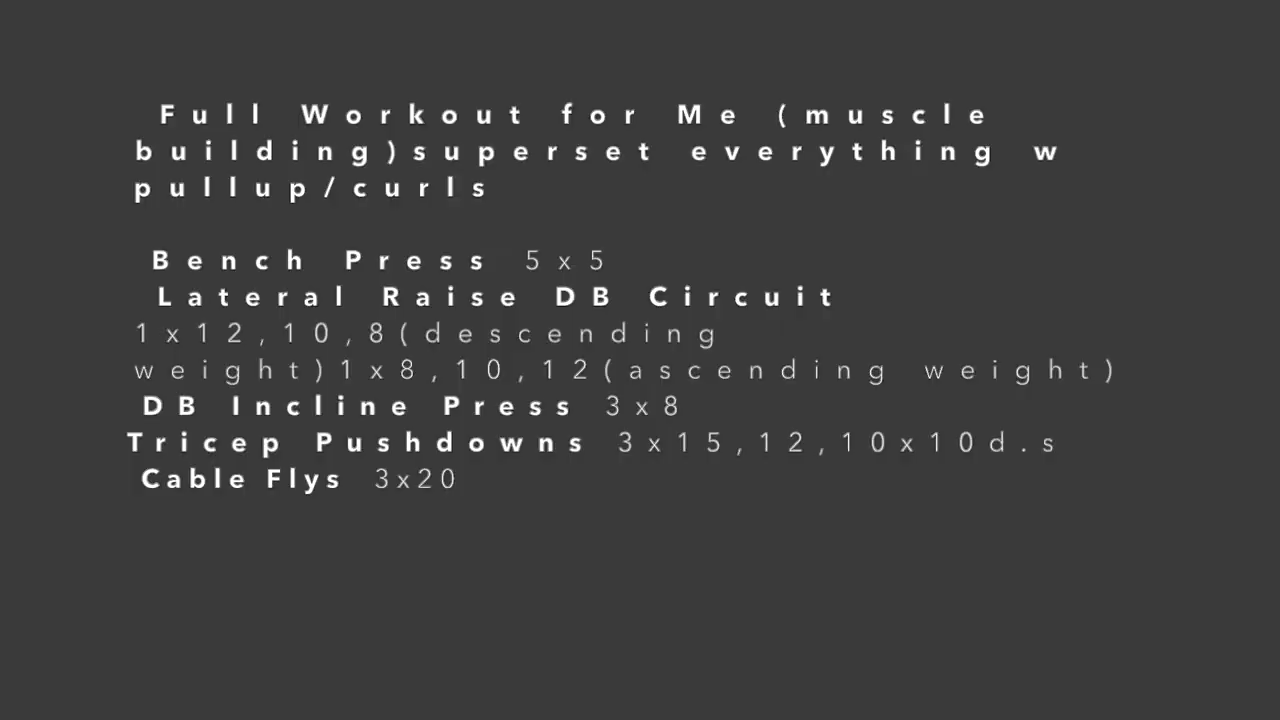 Full Workout for Me (muscle
building)superset everything w
pullup/curls
Bench Press 5x5
Lateral Raise DB Circuit
1x12,10,8(descending
weight)1x8,10,12(ascending weight)
DB Incline Press 3x8
Tricep Pushdowns 3x15,12,10x10d.s
Cable Flys 3x20